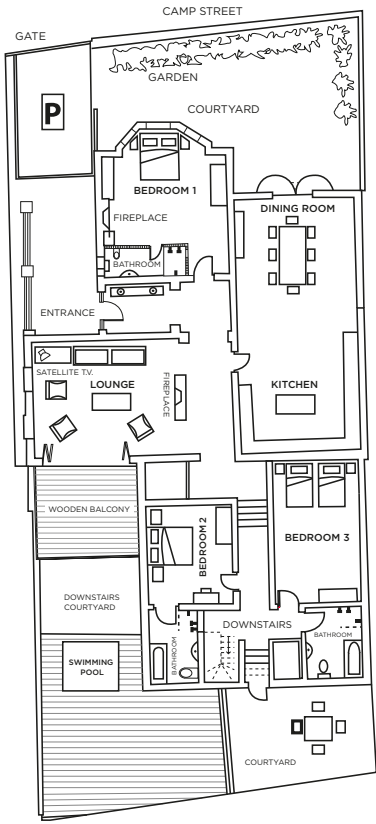 CAMP STREET
GATE
GARDEN
P
COURTYARD
BEDROOM 1
FIREPLACE
DINING ROOM
BATHROOM
ENTRANCE
SATELLITE T.V.
LOUNGE
FIREPLACE
KITCHEN
WOODEN BALCONY
BEDROOM 2
BEDROOM 3
DOWNSTAIRS
COURTYARD
DOWNSTAIRS
BATHROOM
BATHROOM
SWIMMING
POOL
COURTYARD